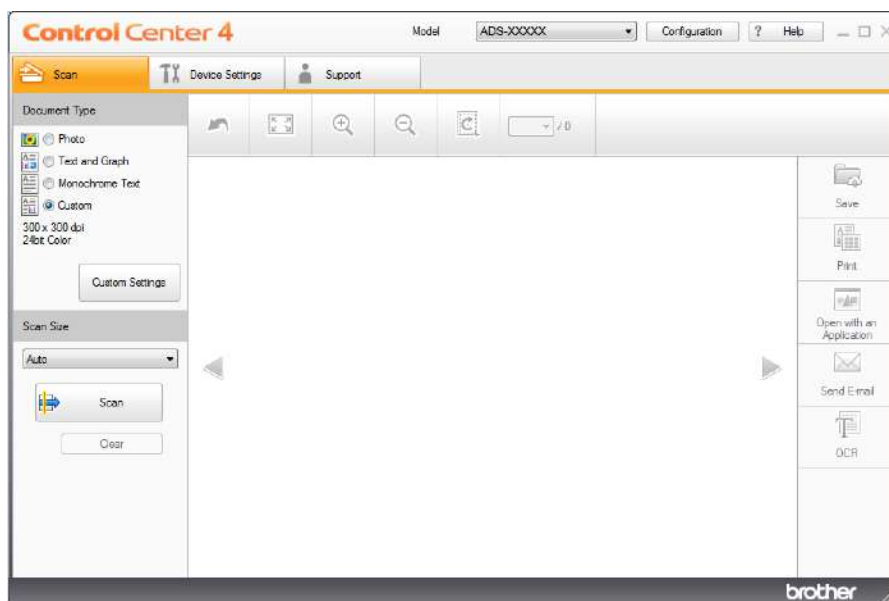 Control Center 4 Model ADS-XXXXX Configuration ? Help
Scan Device Settings Support
Document Type
Photo
Text and Graph
Monochrome Text
Custom
300 x 300 dpi
24bit Color
Custom Settings
Scan Size
Auto
Scan
Clear
/ 0
Save
Print
Open with an
Application
Send E-mail
OCR
brother